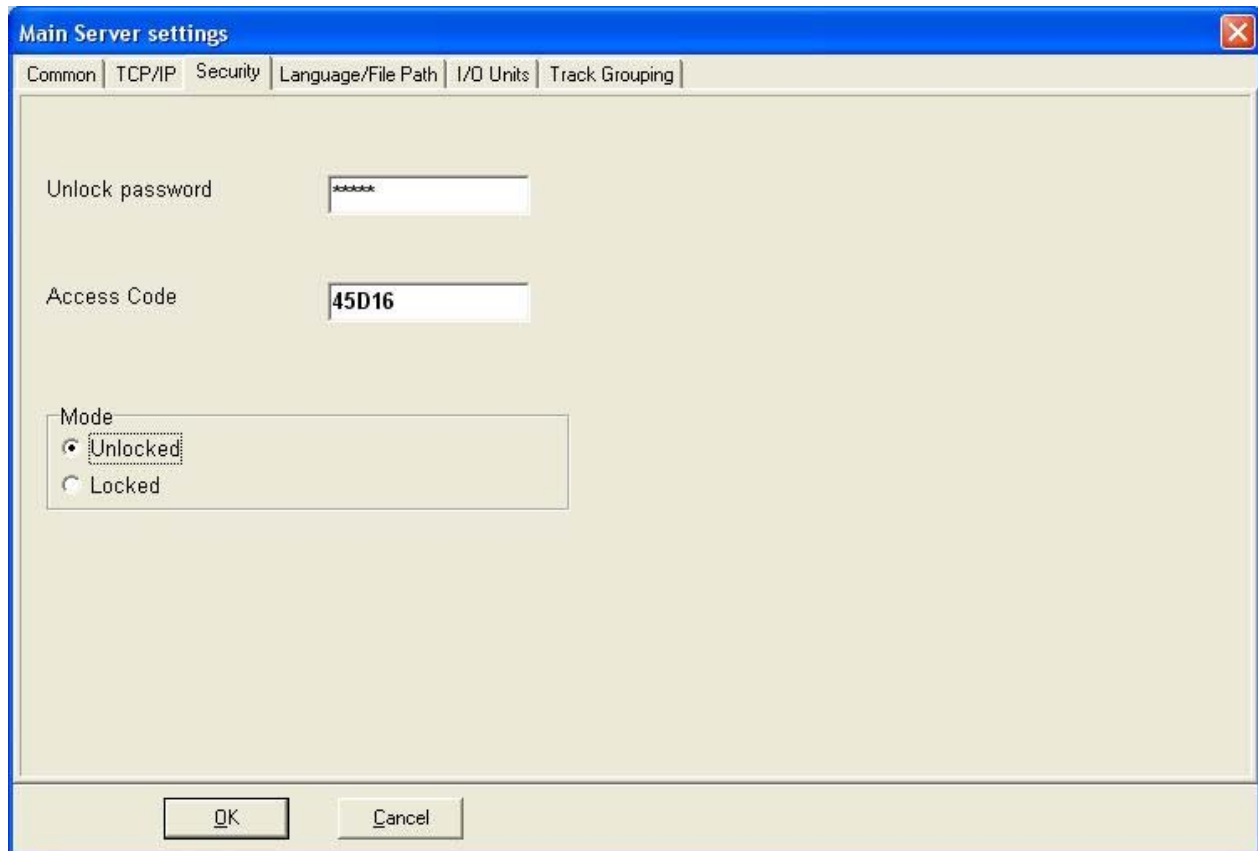 Main Server settings
Common TCP/IP Security Language/File Path I/O Units Track Grouping
Unlock password *****
Access Code 45D16
Mode
Unlocked
Locked
OK Cancel